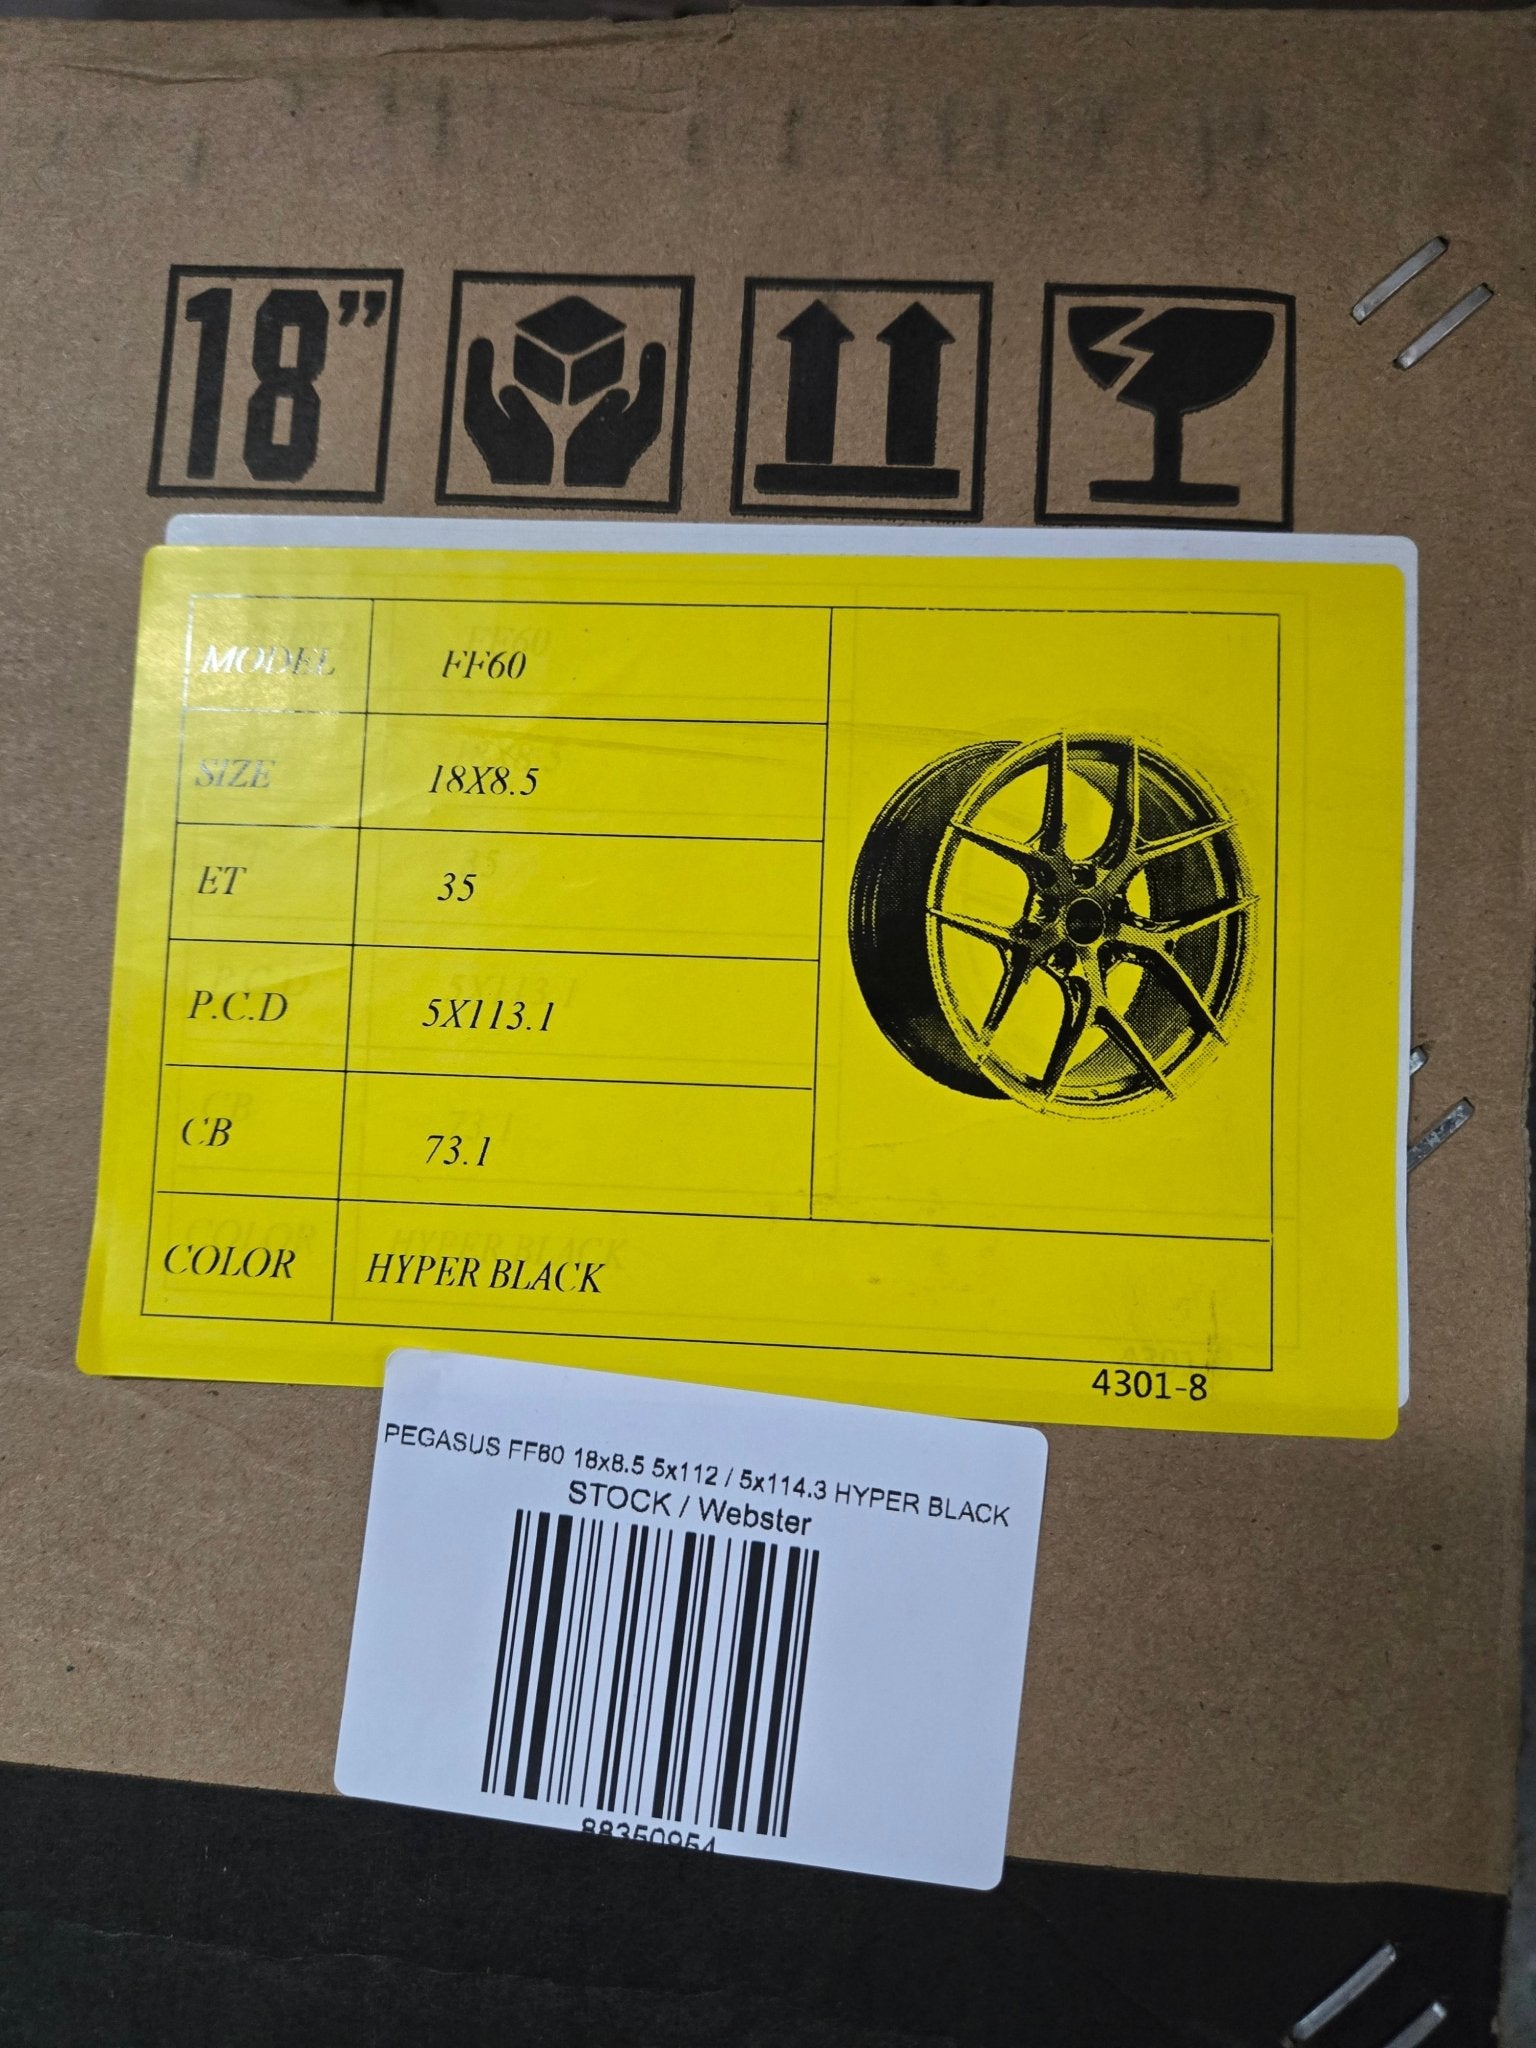 18"
MODEL FF60
SIZE 18X8.5
ET 35
P.C.D 5X113.1
CB 73.1
COLOR HYPER BLACK
4301-8
PEGASUS FF60 18x8.5 5x112 / 5x114.3 HYPER BLACK
STOCK / Webster
88350954